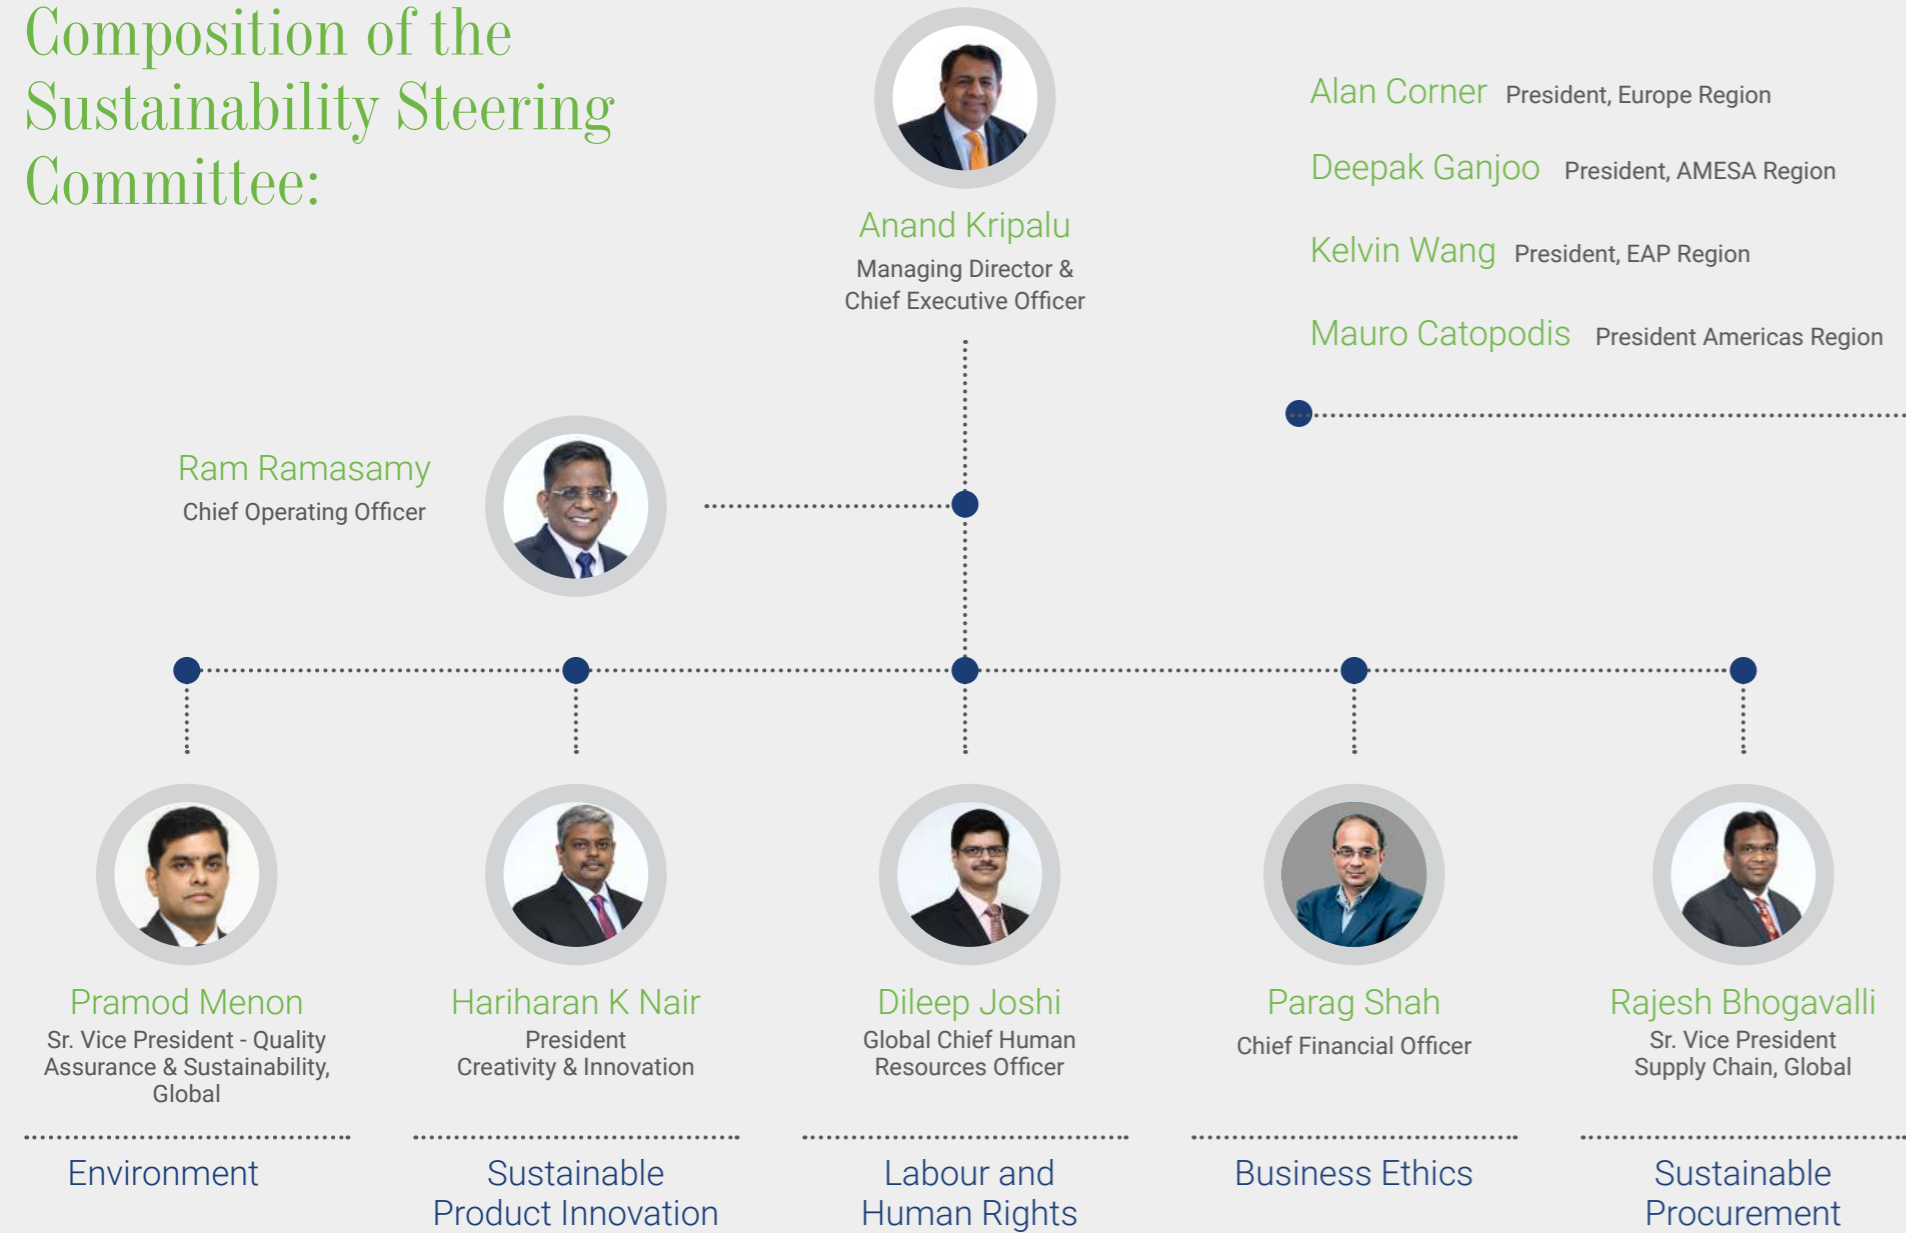 Composition of the
Sustainability Steering
Committee:
Anand Kripalu
Managing Director &
Chief Executive Officer
Alan Corner President, Europe Region
Deepak Ganjoo President, AMESA Region
Kelvin Wang President, EAP Region
Mauro Catopodis President Americas Region
Ram Ramasamy
Chief Operating Officer
Pramod Menon
Sr. Vice President - Quality
Assurance & Sustainability,
Global
Environment
Hariharan K Nair
President
Creativity & Innovation
Sustainable
Product Innovation
Dileep Joshi
Global Chief Human
Resources Officer
Labour and
Human Rights
Parag Shah
Chief Financial Officer
Business Ethics
Rajesh Bhogavalli
Sr. Vice President
Supply Chain, Global
Sustainable
Procurement